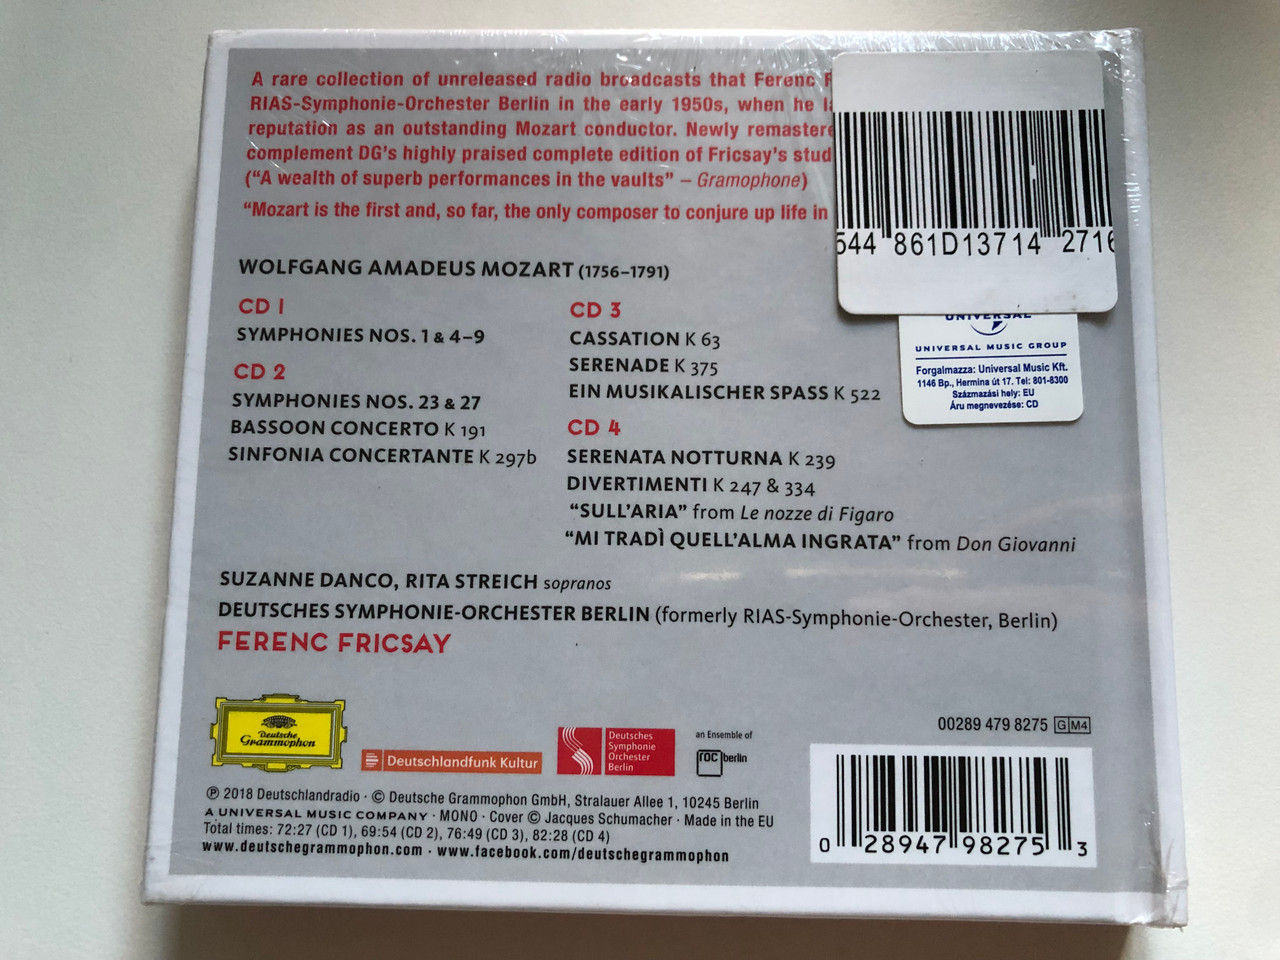 A rare collection of unreleased radio broadcasts that Ferenc
RIAS-Symphonie-Orchester Berlin in the early 1950s, when he
reputation as an outstanding Mozart conductor. Newly
complement DG's highly praised complete edition of Fricsay's
(“A wealth of superb performances in the vaults” – Gramophone)
“Mozart is the first and, so far, the only composer to conjure up life in
544 861D13714 2716
UNIVERSAL
UNIVERSAL MUSIC GROUP
Forgalmazza: Universal Music Kft.
1146 Bp., Hermina út 17. Tel: 801-8300
Származási hely: EU
Áru megnevezése: CD
WOLFGANG AMADEUS MOZART (1756–1791)
CD 1
SYMPHONIES NOS. 1 & 4–9
CD 2
SYMPHONIES NOS. 23 & 27
BASSOON CONCERTO K 191
SINFONIA CONCERTANTE K 297b
CD 3
CASSATION K 63
SERENADE K 375
EIN MUSIKALISCHER SPASS K 522
CD 4
SERENATA NOTTURNA K 239
DIVERTIMENTI K 247 & 334
“SULL'ARIA” from Le nozze di Figaro
“MI TRADÌ QUELL'ALMA INGRATA” from Don Giovanni
SUZANNE DANCO, RITA STREICH sopranos
DEUTSCHES SYMPHONIE-ORCHESTER BERLIN (formerly RIAS-Symphonie-Orchester, Berlin)
FERENC FRICSAY
Deutsche
Grammophon
Deutschlandfunk Kultur
Deutsches
Symphonie
Orchester
Berlin
an Ensemble of
roc berlin
00289 479 8275 G M4
℗ 2018 Deutschlandradio · © Deutsche Grammophon GmbH, Stralauer Allee 1, 10245 Berlin
A UNIVERSAL MUSIC COMPANY · MONO · Cover © Jacques Schumacher · Made in the EU
Total times: 72:27 (CD 1), 69:54 (CD 2), 76:49 (CD 3), 82:28 (CD 4)
www.deutschegrammophon.com · www.facebook.com/deutschegrammophon
0 28947 98275 3